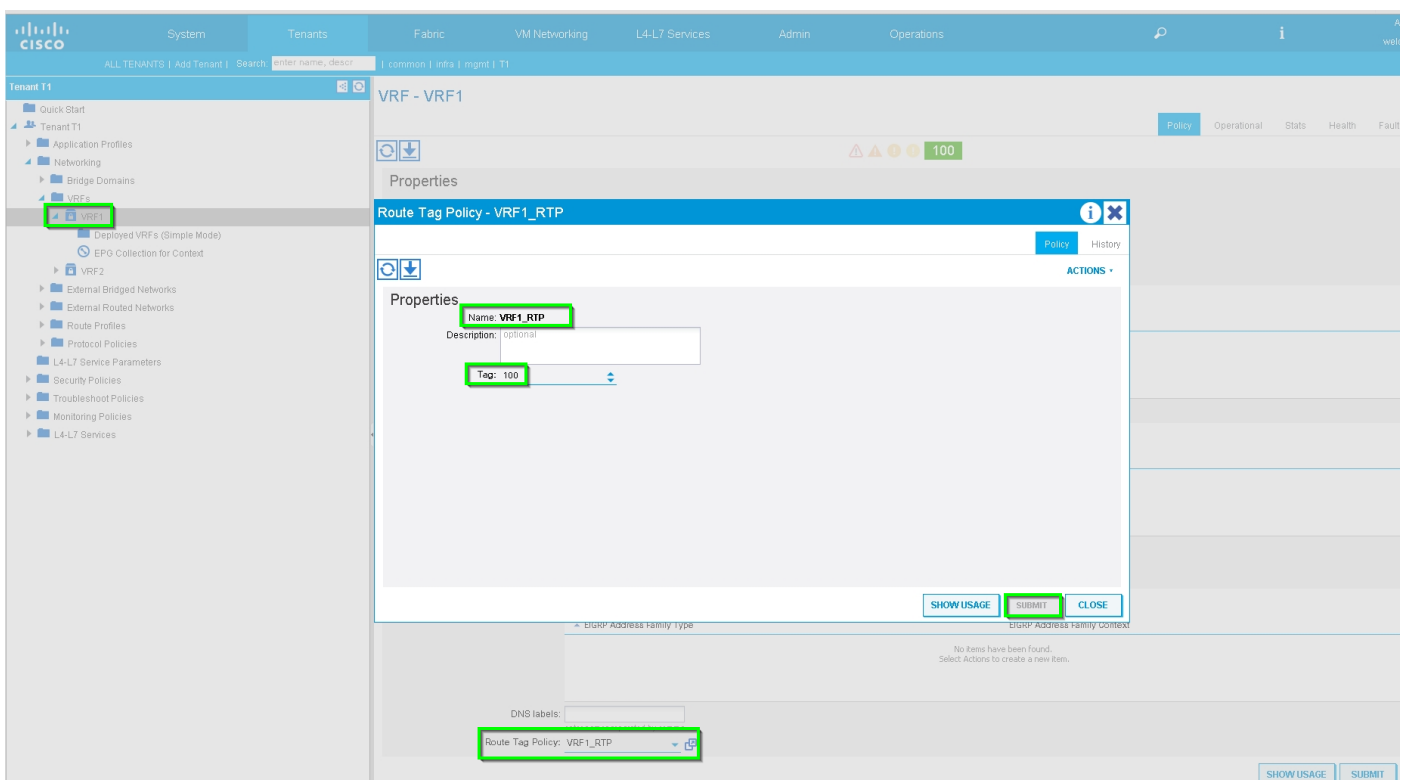 CISCO
System Tenants Fabric VM Networking L4-L7 Services Admin Operations i
ALL TENANTS | Add Tenant | Search: enter name, descr | common | infra | mgmt | T1
Tenant T1
Quick Start
Tenant T1
Application Profiles
Networking
Bridge Domains
VRFs
VRF1
Deployed VRFs (Simple Mode)
EPG Collection for Context
VRF2
External Bridged Networks
External Routed Networks
Route Profiles
Protocol Policies
L4-L7 Service Parameters
Security Policies
Troubleshoot Policies
Monitoring Policies
L4-L7 Services
VRF - VRF1
Policy Operational Stats Health Fault
100
Properties
Route Tag Policy - VRF1_RTP i
Policy History
ACTIONS
Properties
Name: VRF1_RTP
Description: optional
Tag: 100
SHOW USAGE SUBMIT CLOSE
EIGRP Address Family Type EIGRP Address Family Context
No items have been found.
Select Actions to create a new item.
DNS labels:
Route Tag Policy: VRF1_RTP
SHOW USAGE SUBMIT